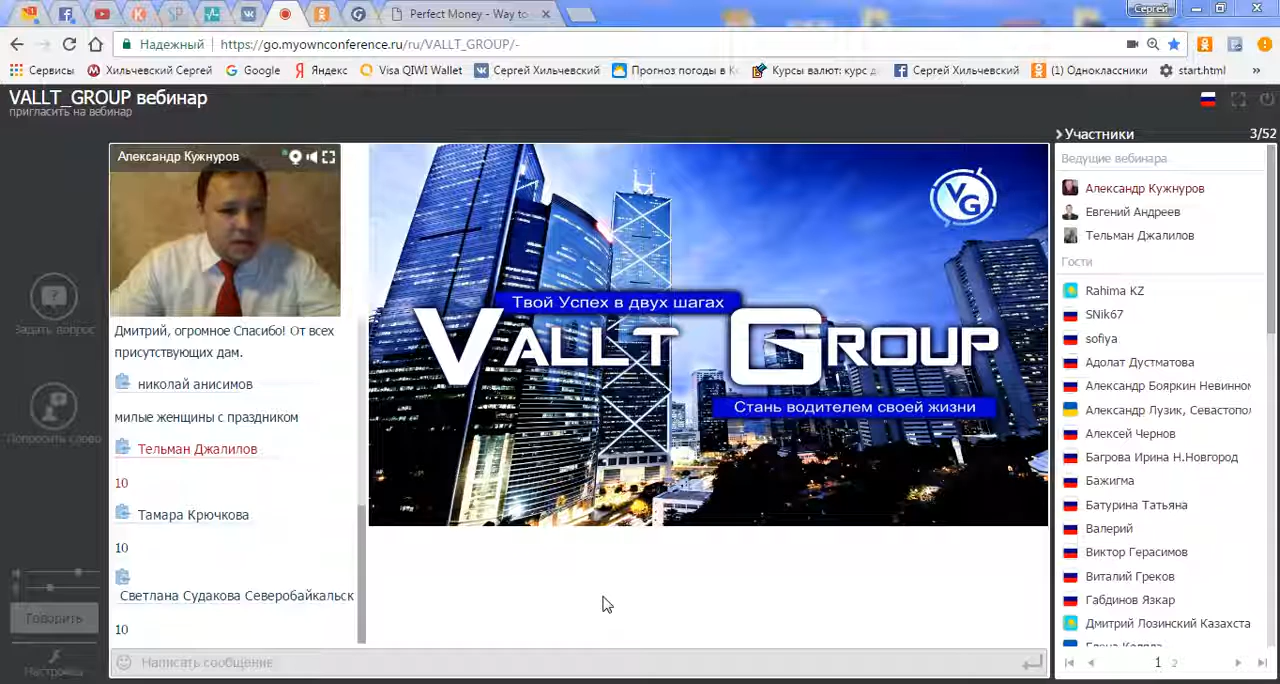 Сергей
Perfect Money - Way to
Надежный
https://go.myownconference.ru/ru/VALLT_GROUP/-
Сервисы
Хильчевский Сергей
Google
Яндекс
Visa QIWI Wallet
Сергей Хильчевский
Прогноз погоды в К
Курсы валют: курс д
Сергей Хильчевский
(1) Одноклассники
start.html
»
VALLT_GROUP вебинар
пригласить на вебинар
Участники 3/52
Александр Кужнуров
Дмитрий, огромное Спасибо! От всех
присутствующих дам.
николай анисимов
милые женщины с праздником
Тельман Джалилов
10
Тамара Крючкова
10
Светлана Судакова Северобайкальск
10
Написать сообщение
Задать вопрос
Попросить слово
Говорить
Настройка
VG
Твой Успех в двух шагах
VALLT GROUP
Стань водителем своей жизни
Ведущие вебинара
Александр Кужнуров
Евгений Андреев
Тельман Джалилов
Гости
Rahima KZ
SNik67
sofiya
Адолат Дустматова
Александр Бояркин Невинном
Александр Лузик, Севастопол
Алексей Чернов
Багрова Ирина Н.Новгород
Бажигма
Батурина Татьяна
Валерий
Виктор Герасимов
Виталий Греков
Габдинов Язкар
Дмитрий Лозинский Казахста
1 2